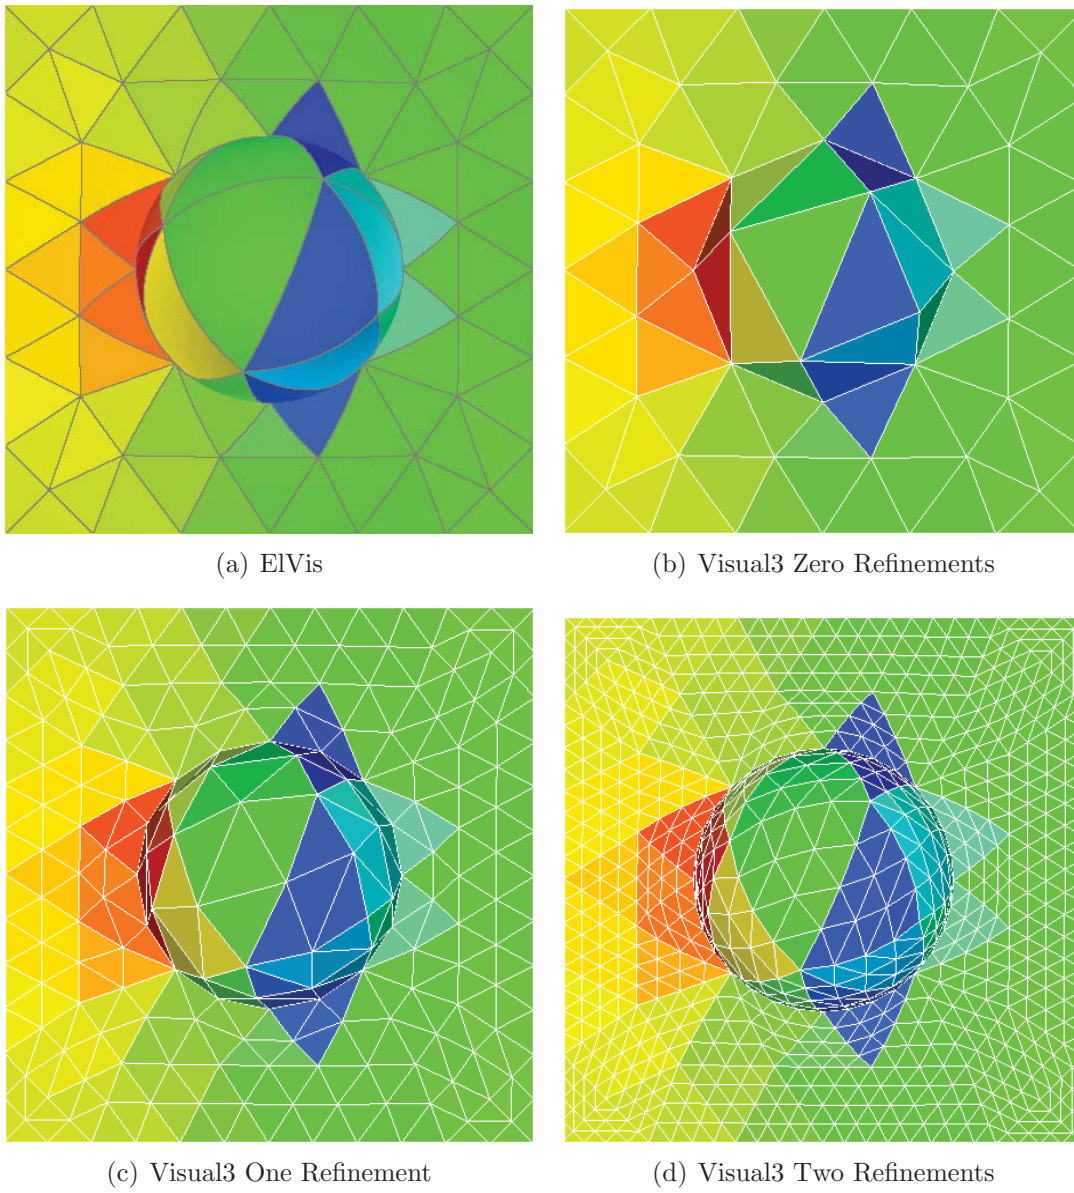 (a) ElVis
(b) Visual3 Zero Refinements
(c) Visual3 One Refinement
(d) Visual3 Two Refinements